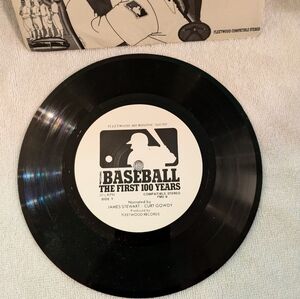 FLEETWOOD COMPATIBLE STEREO
BASEBALL
THE FIRST 100 YEARS
COMPATIBLE STEREO
SIDE
Narrated by
JAMES STEWART - CURT GOWDY
Produced by
FLEETWOOD RECORDS